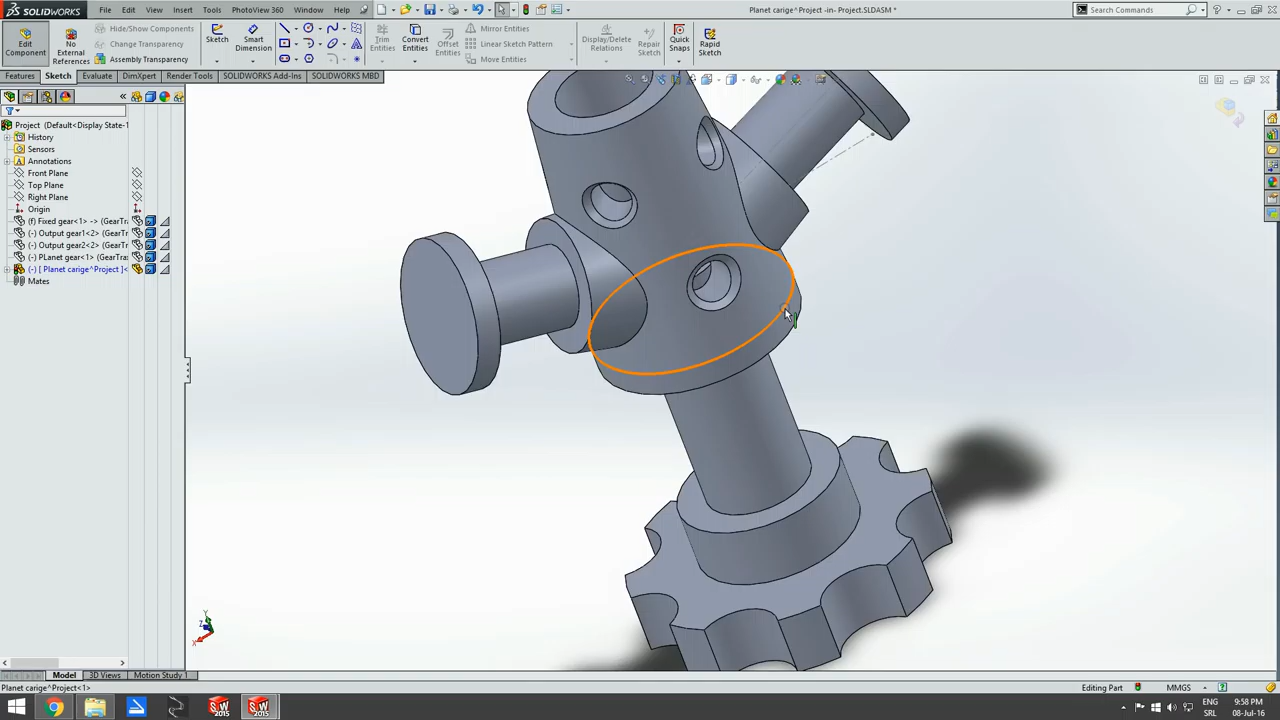 SOLIDWORKS
File Edit View Insert Tools PhotoView 360 Window Help
Planet carige^Project -in- Project.SLDASM *
Search Commands
Edit Component
No External References
Hide/Show Components
Change Transparency
Assembly Transparency
Sketch
Smart Dimension
Trim Entities
Convert Entities
Offset Entities
Mirror Entities
Linear Sketch Pattern
Move Entities
Display/Delete Relations
Repair Sketch
Quick Snaps
Rapid Sketch
Features Sketch Evaluate DimXpert Render Tools SOLIDWORKS Add-Ins SOLIDWORKS MBD
Project (Default<Display State-1
History
Sensors
Annotations
Front Plane
Top Plane
Right Plane
Origin
(f) Fixed gear<1> -> (GearTra
(-) Output gear1<2> (GearTr
(-) Output gear2<2> (GearTr
(-) PLanet gear<1> (GearTra
(-) [ Planet carige^Project ]<
Mates
Y
Z
X
Model 3D Views Motion Study 1
Planet carige^Project<1>
Editing Part
MMGS
2015
2015
ENG 9:58 PM
SRL 08-Jul-16